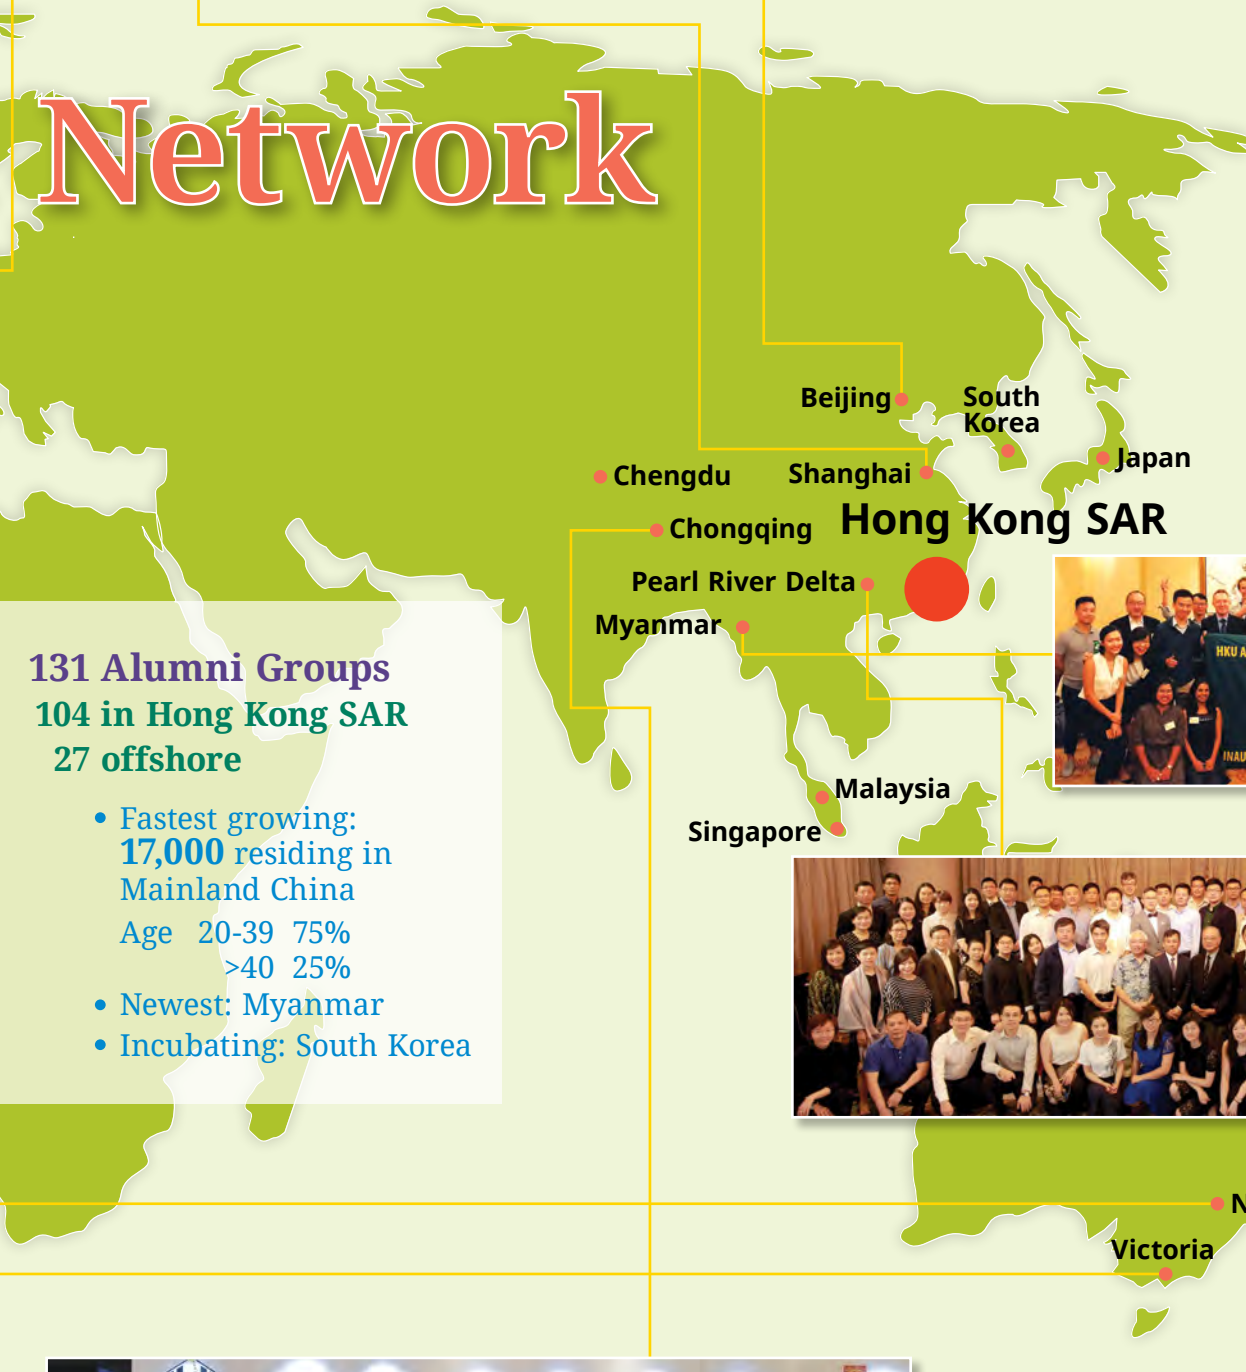 Network
Beijing
South
Korea
Japan
Chengdu
Shanghai
Hong Kong SAR
Chongqing
Pearl River Delta
Myanmar
HKU A
INAU
131 Alumni Groups
104 in Hong Kong SAR
27 offshore
• Fastest growing:
17,000 residing in
Mainland China
Age 20-39 75%
>40 25%
• Newest: Myanmar
• Incubating: South Korea
Malaysia
Singapore
N
Victoria